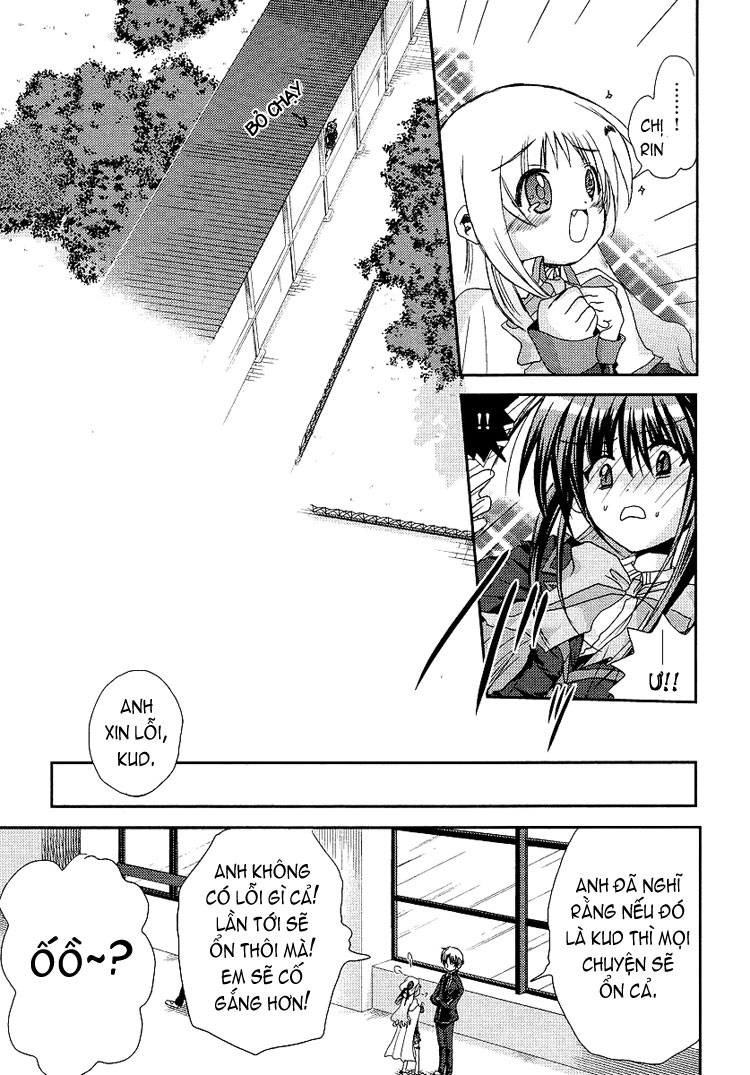 ......!
CHỊ
RIN
BỎ CHẠY
!!
Ư!!
ANH
XIN LỖI,
KUD.
ANH ĐÃ NGHĨ
RẰNG NẾU ĐÓ
LÀ KUD THÌ MỌI
CHUYỆN SẼ
ỔN CẢ.
ANH KHÔNG
CÓ LỖI GÌ CẢ!
LẦN TỚI SẼ
ỔN THÔI MÀ!
EM SẼ CỐ
GẮNG HƠN!
ỐỒ~?